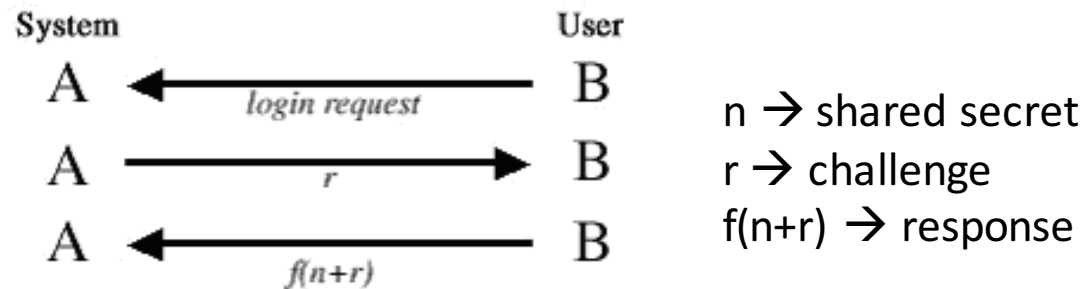 System User
A B
login request
A B
r
A B
f(n+r)
n → shared secret
r → challenge
f(n+r) → response